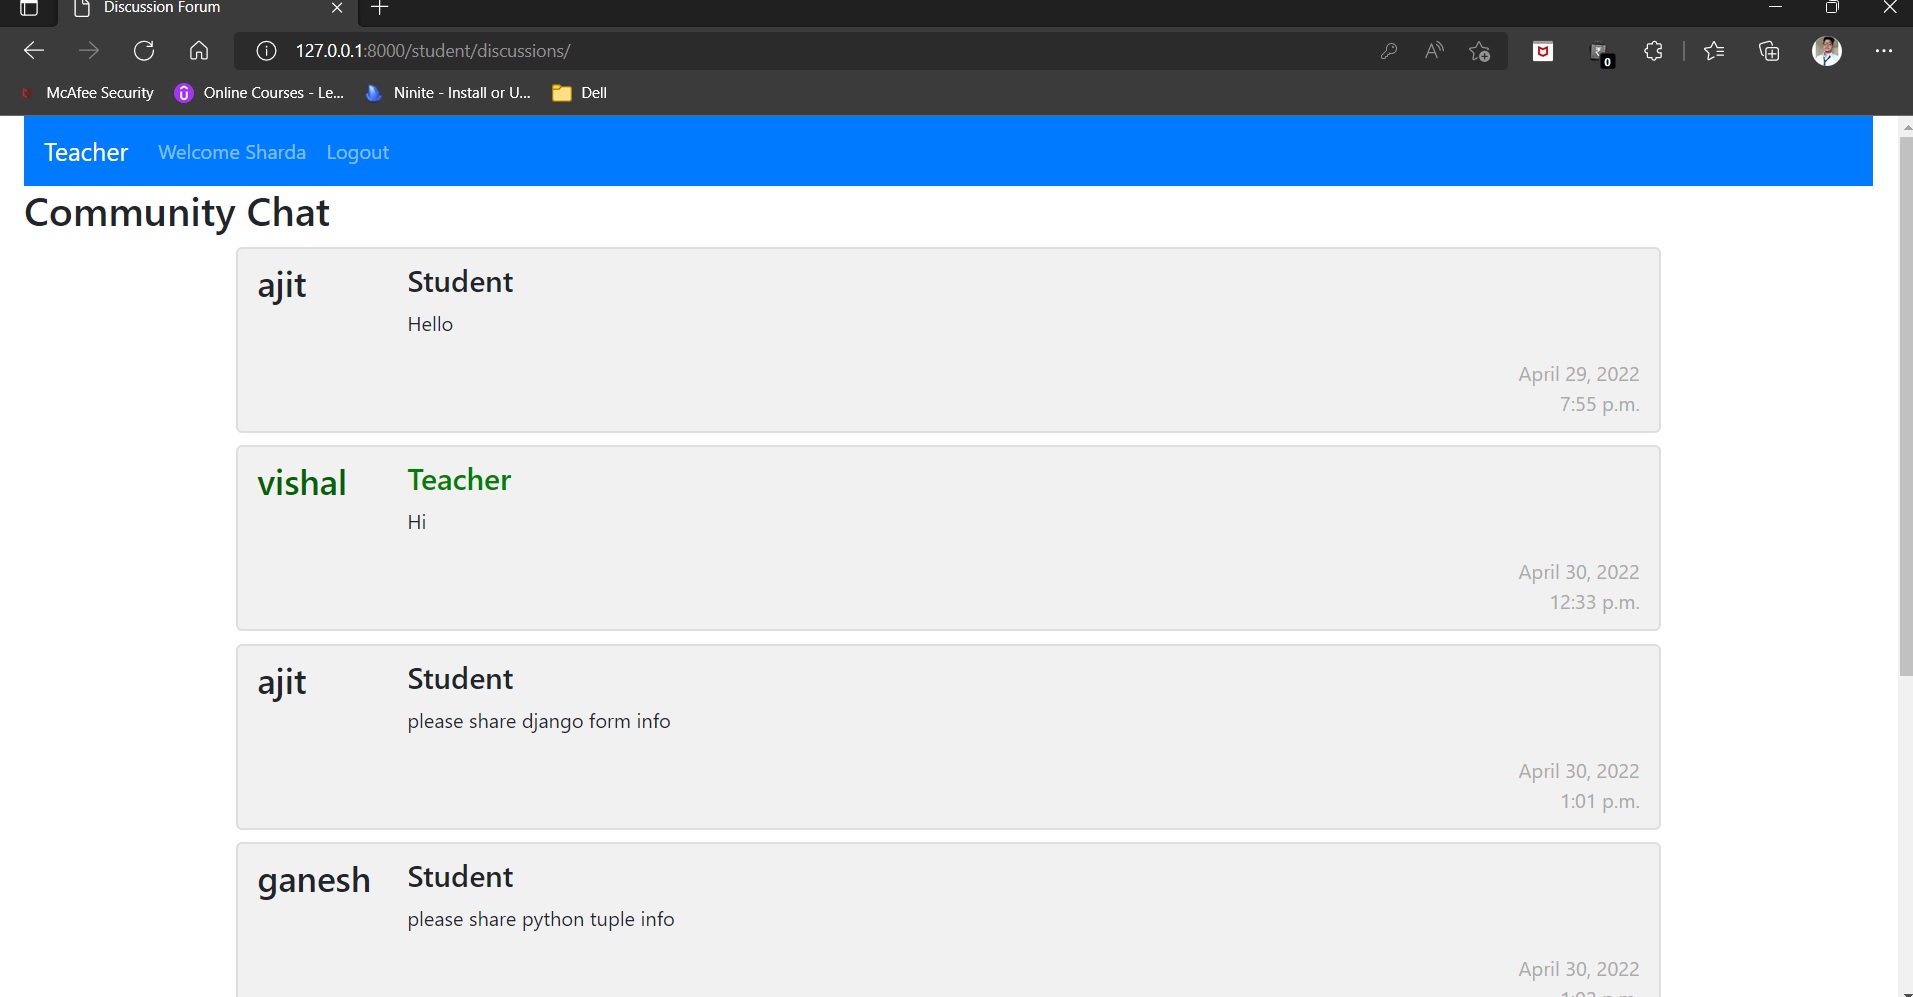 Discussion Forum
127.0.0.1:8000/student/discussions/
0
McAfee Security Online Courses - Le... Ninite - Install or U... Dell
Teacher Welcome Sharda Logout
Community Chat
ajit Student
Hello
April 29, 2022
7:55 p.m.
vishal Teacher
Hi
April 30, 2022
12:33 p.m.
ajit Student
please share django form info
April 30, 2022
1:01 p.m.
ganesh Student
please share python tuple info
April 30, 2022